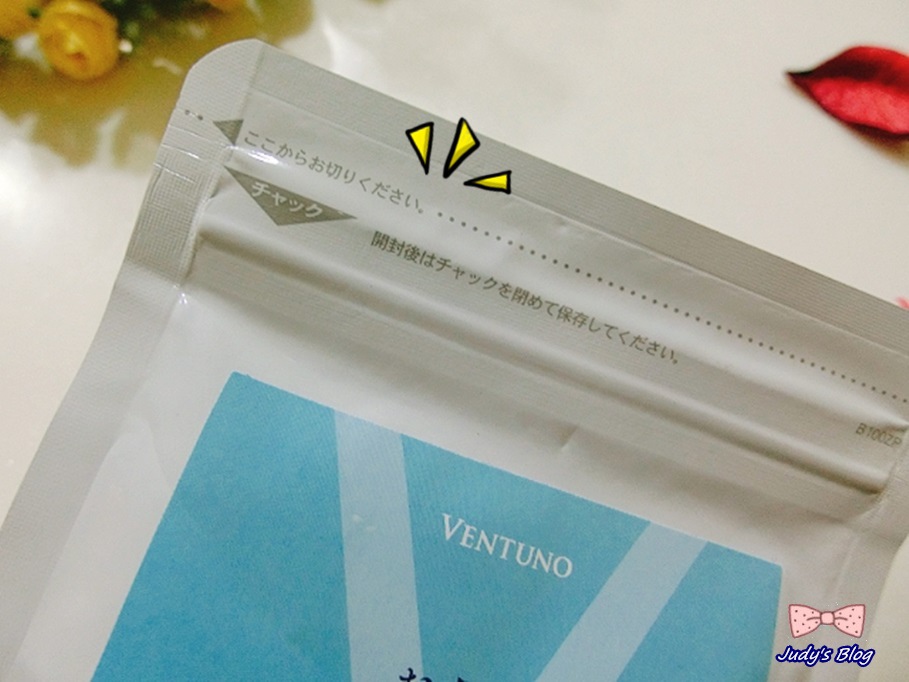 ここからお切りください。
チャック
開封後はチャックを閉めて保存してください。
B100ZP
VENTUNO
Judy's Blog